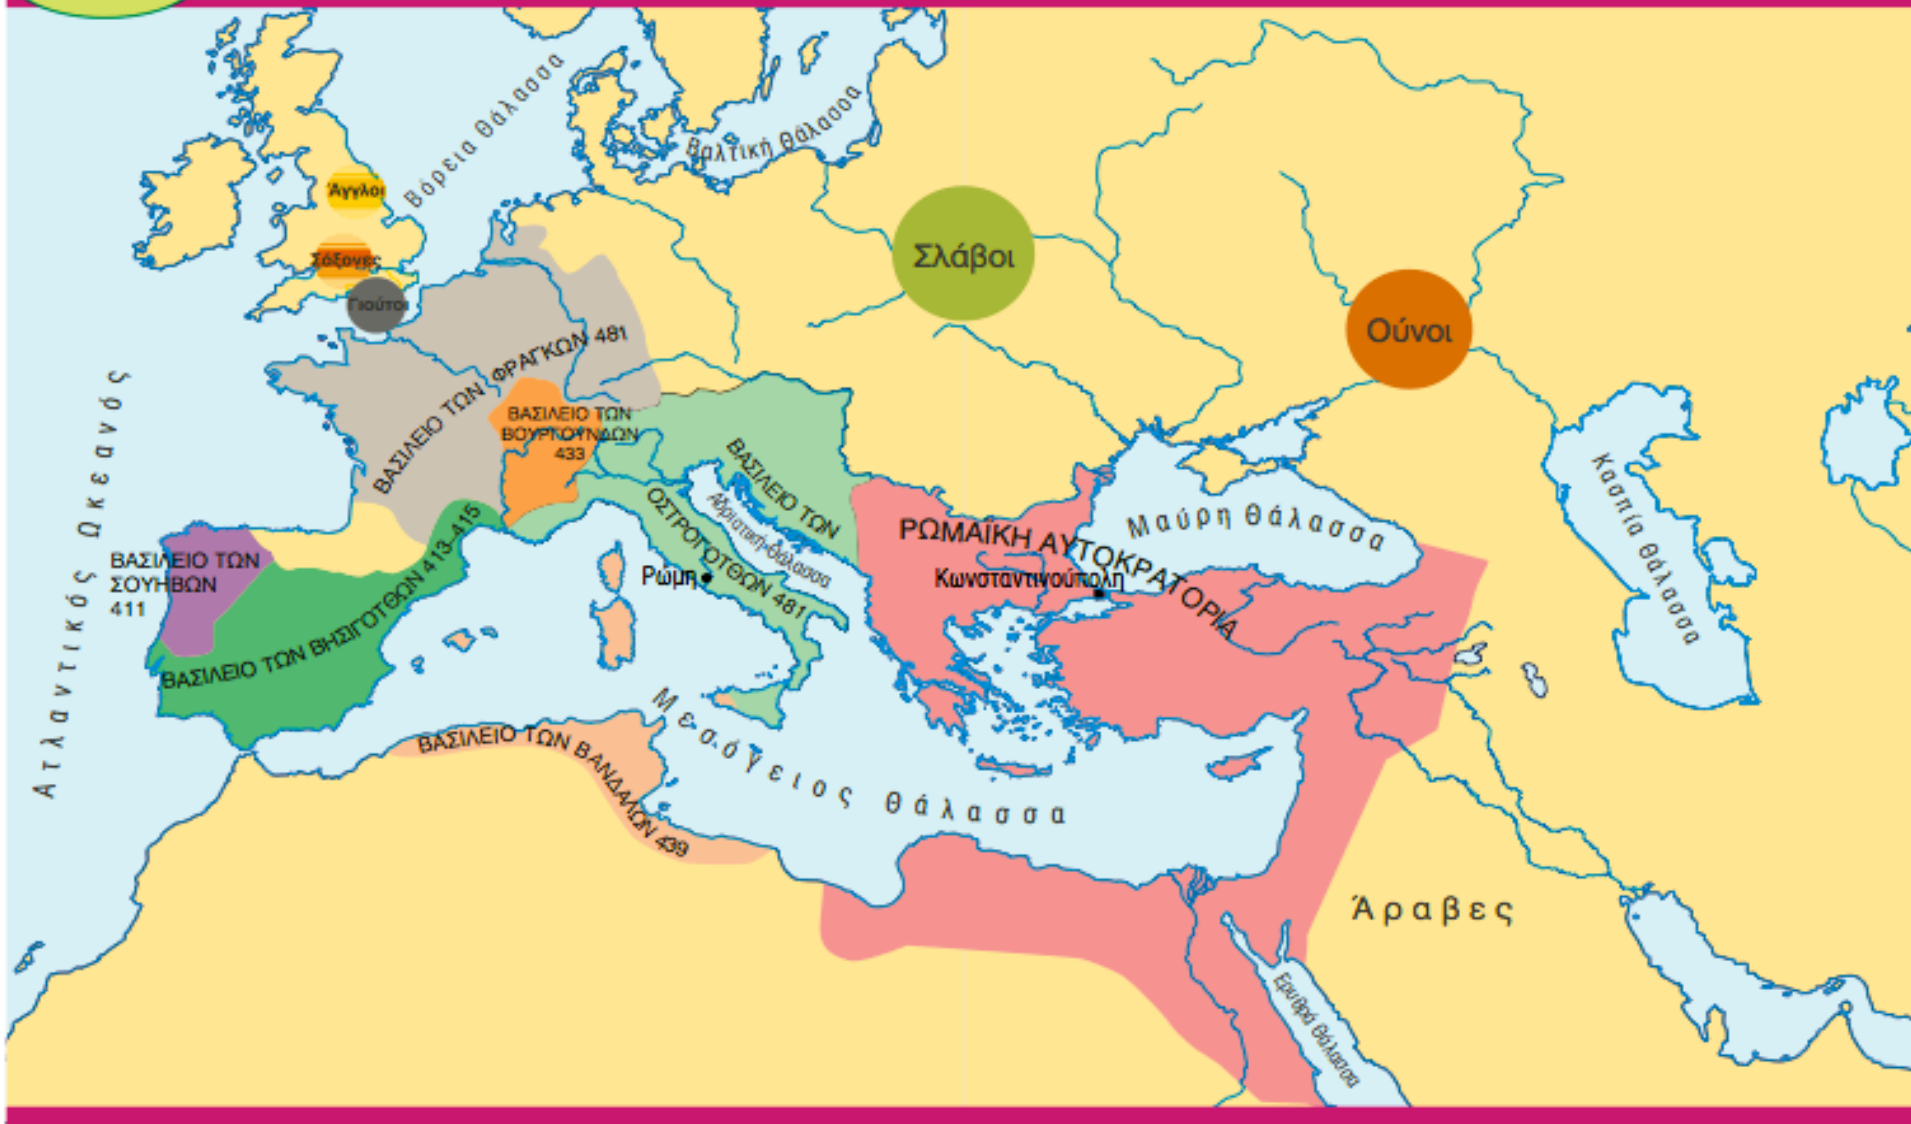 Βόρεια Θάλασσα
Βαλτική Θάλασσα
Άγγλοι
Σάξονες
Γιούτοι
Σλάβοι
Ούνοι
ΒΑΣΙΛΕΙΟ ΤΩΝ ΦΡΑΓΚΩΝ 481
ΒΑΣΙΛΕΙΟ ΤΩΝ
ΒΟΥΡΓΟΥΝΔΩΝ
433
Ατλαντικός Ωκεανός
ΒΑΣΙΛΕΙΟ ΤΩΝ
ΣΟΥΗΒΩΝ
411
ΒΑΣΙΛΕΙΟ ΤΩΝ ΒΗΣΙΓΟΤΘΩΝ 413-415
ΒΑΣΙΛΕΙΟ ΤΩΝ
ΟΣΤΡΟΓΟΤΘΩΝ 481
Αδριατική Θάλασσα
Ρώμη
ΡΩΜΑΪΚΗ ΑΥΤΟΚΡΑΤΟΡΙΑ
Κωνσταντινούπολη
Μαύρη Θάλασσα
Κασπία Θάλασσα
Μεσόγειος Θάλασσα
ΒΑΣΙΛΕΙΟ ΤΩΝ ΒΑΝΔΑΛΩΝ 439
Άραβες
Ερυθρά Θάλασσα